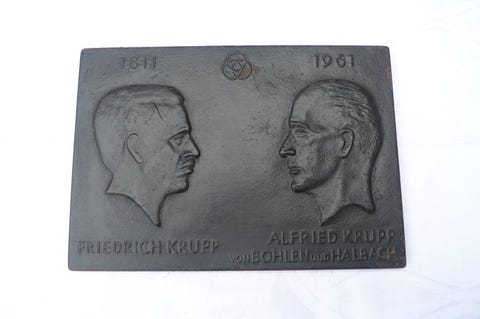 1811 1961
FRIEDRICH KRUPP
ALFRIED KRUPP
VON BOHLEN UND HALBACH